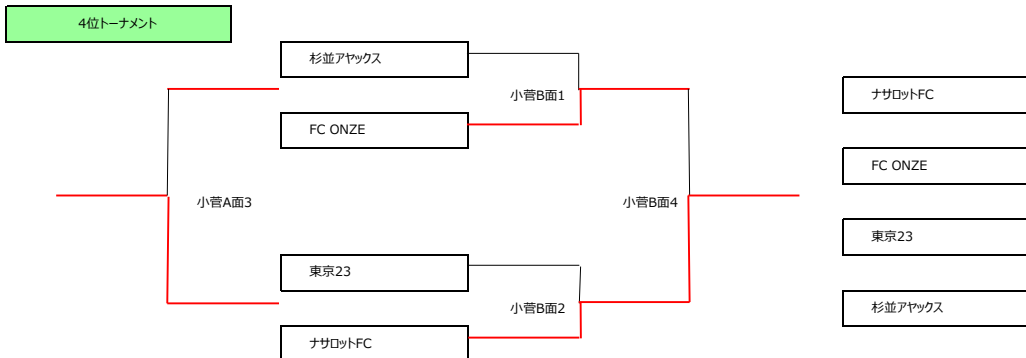 4位トーナメント
杉並アヤックス
小菅B面1
ナサロットFC
FC ONZE
FC ONZE
小菅A面3
小菅B面4
東京23
東京23
小菅B面2
杉並アヤックス
ナサロットFC